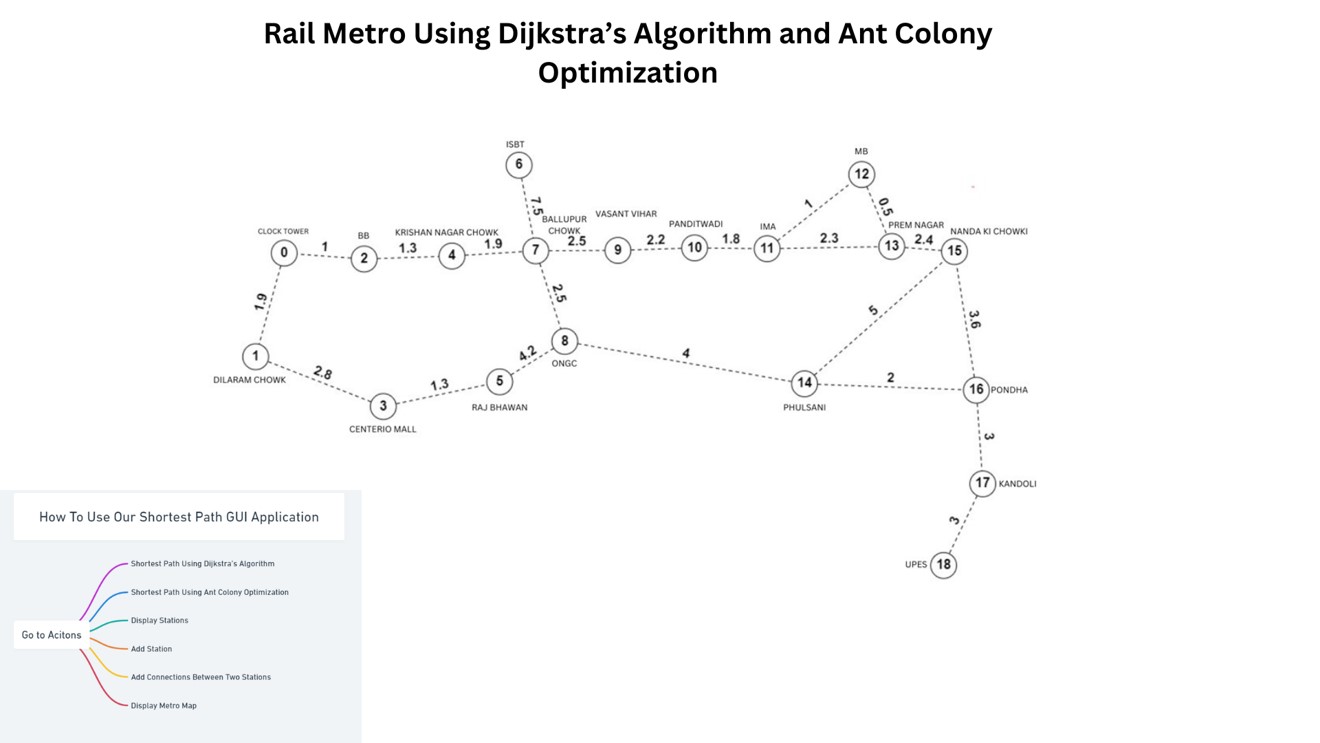 Rail Metro Using Dijkstra’s Algorithm and Ant Colony
Optimization
ISBT
6
7.5
MB
12
1
0.5
CLOCK TOWER
0
1
BB
2
1.3
KRISHAN NAGAR CHOWK
4
1.9
BALLUPUR
CHOWK
7
2.5
VASANT VIHAR
9
2.2
PANDITWADI
10
1.8
IMA
11
2.3
PREM NAGAR
13
2.4
NANDA KI CHOWKI
15
1.9
2.5
5
3.6
1
DILARAM CHOWK
2.8
3
CENTERIO MALL
1.3
5
RAJ BHAWAN
4.2
8
ONGC
4
14
PHULSANI
2
16
PONDHA
3
17
KANDOLI
3
UPES
18
How To Use Our Shortest Path GUI Application
Go to Acitons
Shortest Path Using Dijkstra's Algorithm
Shortest Path Using Ant Colony Optimization
Display Stations
Add Station
Add Connections Between Two Stations
Display Metro Map